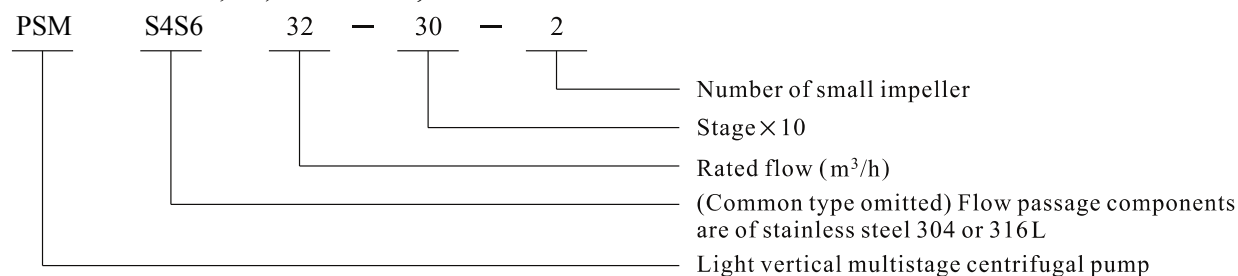 PSM S4S6 32 — 30 — 2
Number of small impeller
Stage×10
Rated flow (m³/h)
(Common type omitted) Flow passage components
are of stainless steel 304 or 316L
Light vertical multistage centrifugal pump